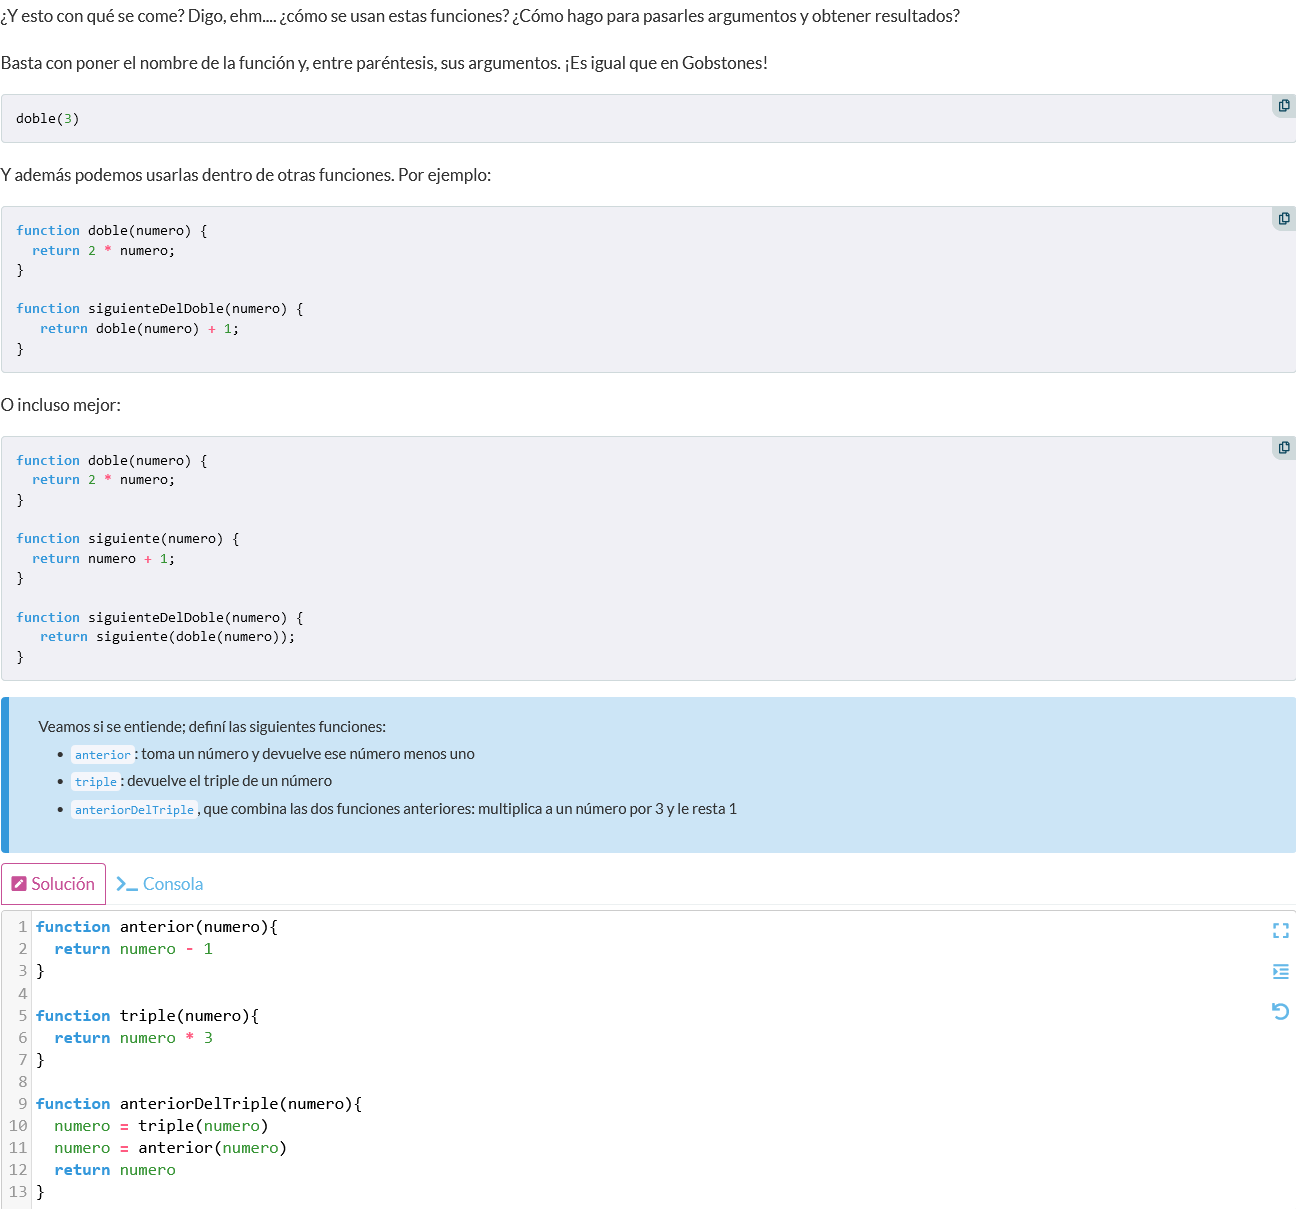 ¿Y esto con qué se come? Digo, ehm.... ¿cómo se usan estas funciones? ¿Cómo hago para pasarles argumentos y obtener resultados?
Basta con poner el nombre de la función y, entre paréntesis, sus argumentos. ¡Es igual que en Gobstones!
doble(3)
Y además podemos usarlas dentro de otras funciones. Por ejemplo:
function doble(numero) {
  return 2 * numero;
}
function siguienteDelDoble(numero) {
   return doble(numero) + 1;
}
O incluso mejor:
function doble(numero) {
  return 2 * numero;
}
function siguiente(numero) {
  return numero + 1;
}
function siguienteDelDoble(numero) {
   return siguiente(doble(numero));
}
Veamos si se entiende; definí las siguientes funciones:
• anterior: toma un número y devuelve ese número menos uno
• triple: devuelve el triple de un número
• anteriorDelTriple, que combina las dos funciones anteriores: multiplica a un número por 3 y le resta 1
Solución Consola
1 function anterior(numero){
2   return numero - 1
3 }
4
5 function triple(numero){
6   return numero * 3
7 }
8
9 function anteriorDelTriple(numero){
10   numero = triple(numero)
11   numero = anterior(numero)
12   return numero
13 }